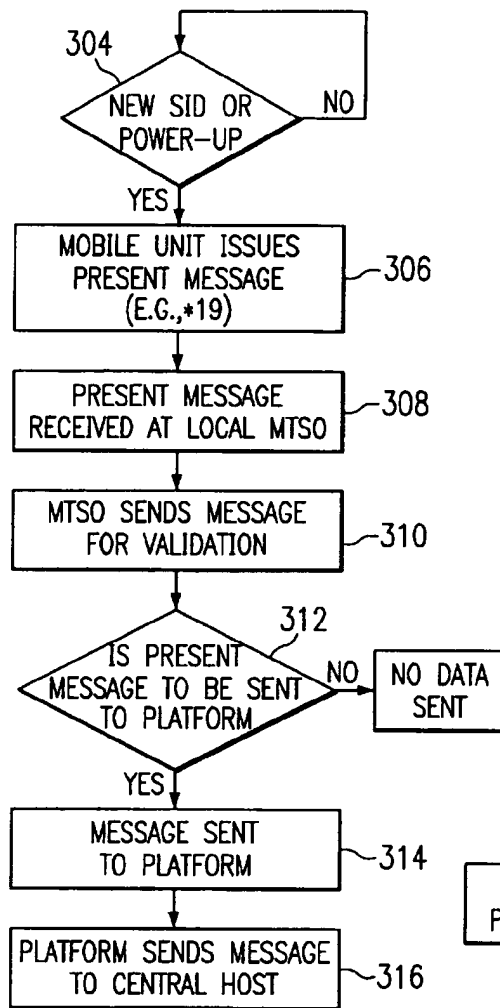 304
NEW SID OR
POWER-UP
NO
YES
MOBILE UNIT ISSUES
PRESENT MESSAGE
(E.G.,*19)
306
PRESENT MESSAGE
RECEIVED AT LOCAL MTSO
308
MTSO SENDS MESSAGE
FOR VALIDATION
310
312
IS PRESENT
MESSAGE TO BE SENT
TO PLATFORM
NO
NO DATA
SENT
YES
MESSAGE SENT
TO PLATFORM
314
P
PLATFORM SENDS MESSAGE
TO CENTRAL HOST
316